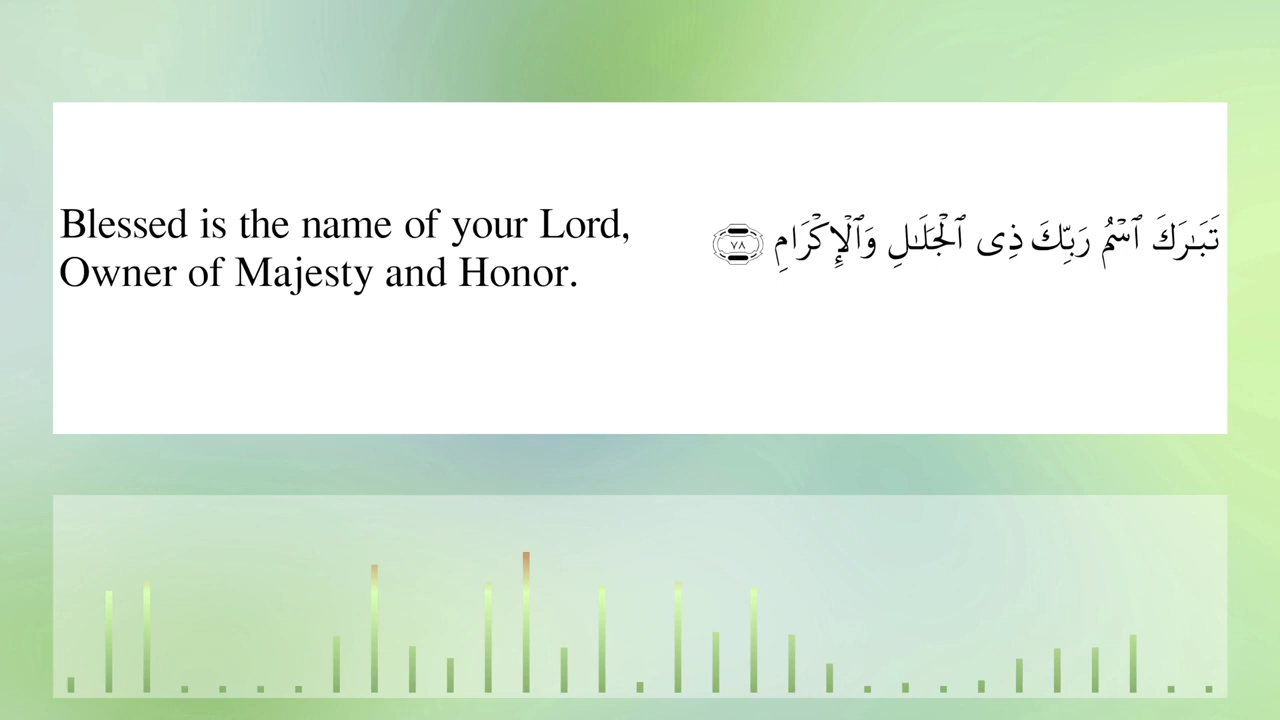 Blessed is the name of your Lord,
Owner of Majesty and Honor.
تَبَـٰرَكَ ٱسْمُ رَبِّكَ ذِى ٱلْجَلَـٰلِ وَٱلْإِكْرَامِ ٧٨